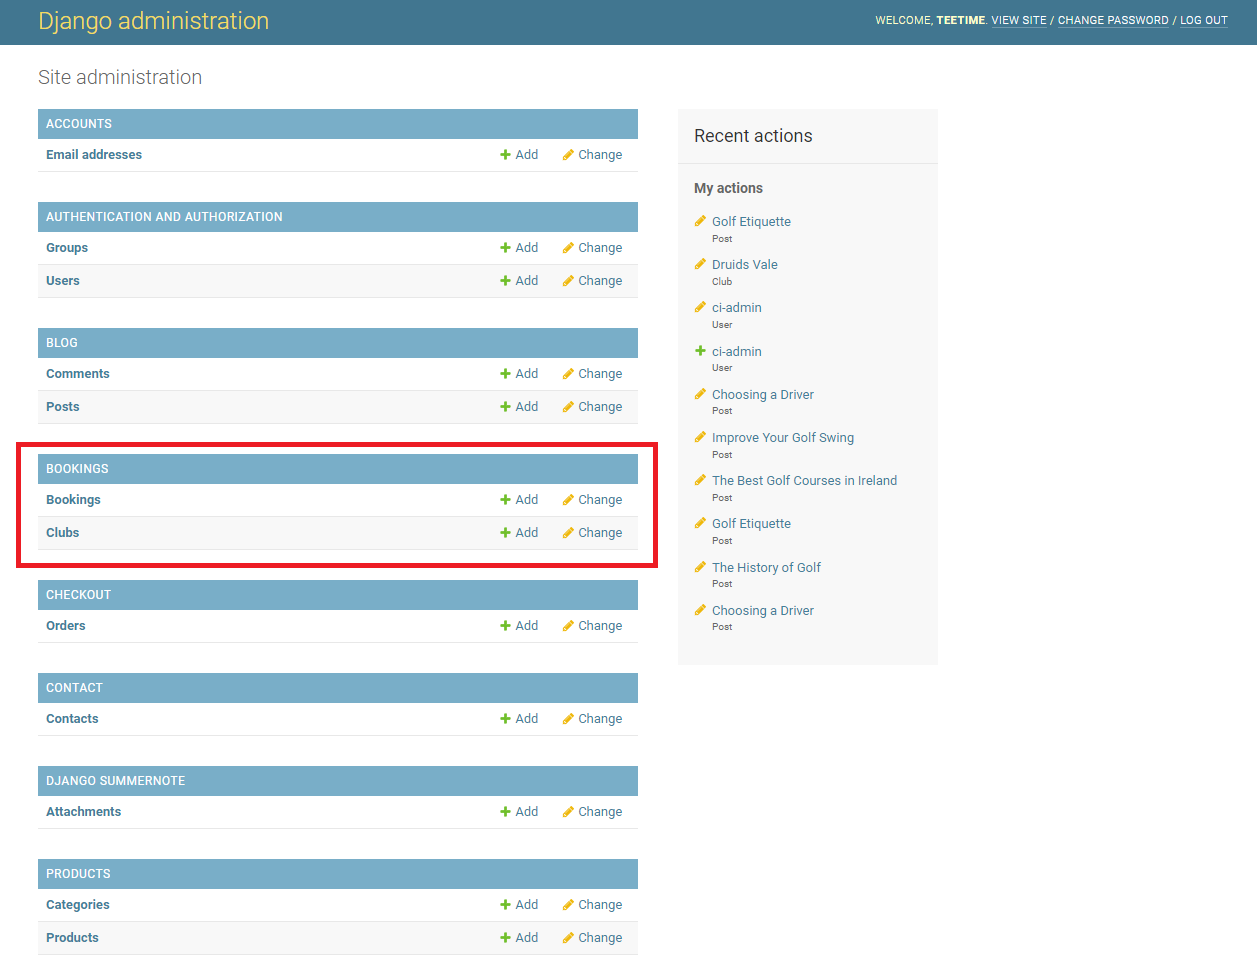 Django administration
WELCOME, TEETIME. VIEW SITE / CHANGE PASSWORD / LOG OUT
Site administration
ACCOUNTS
Email addresses Add Change
AUTHENTICATION AND AUTHORIZATION
Groups Add Change
Users Add Change
BLOG
Comments Add Change
Posts Add Change
BOOKINGS
Bookings Add Change
Clubs Add Change
CHECKOUT
Orders Add Change
CONTACT
Contacts Add Change
DJANGO SUMMERNOTE
Attachments Add Change
PRODUCTS
Categories Add Change
Products Add Change
Recent actions
My actions
Golf Etiquette
Post
Druids Vale
Club
ci-admin
User
ci-admin
User
Choosing a Driver
Post
Improve Your Golf Swing
Post
The Best Golf Courses in Ireland
Post
Golf Etiquette
Post
The History of Golf
Post
Choosing a Driver
Post